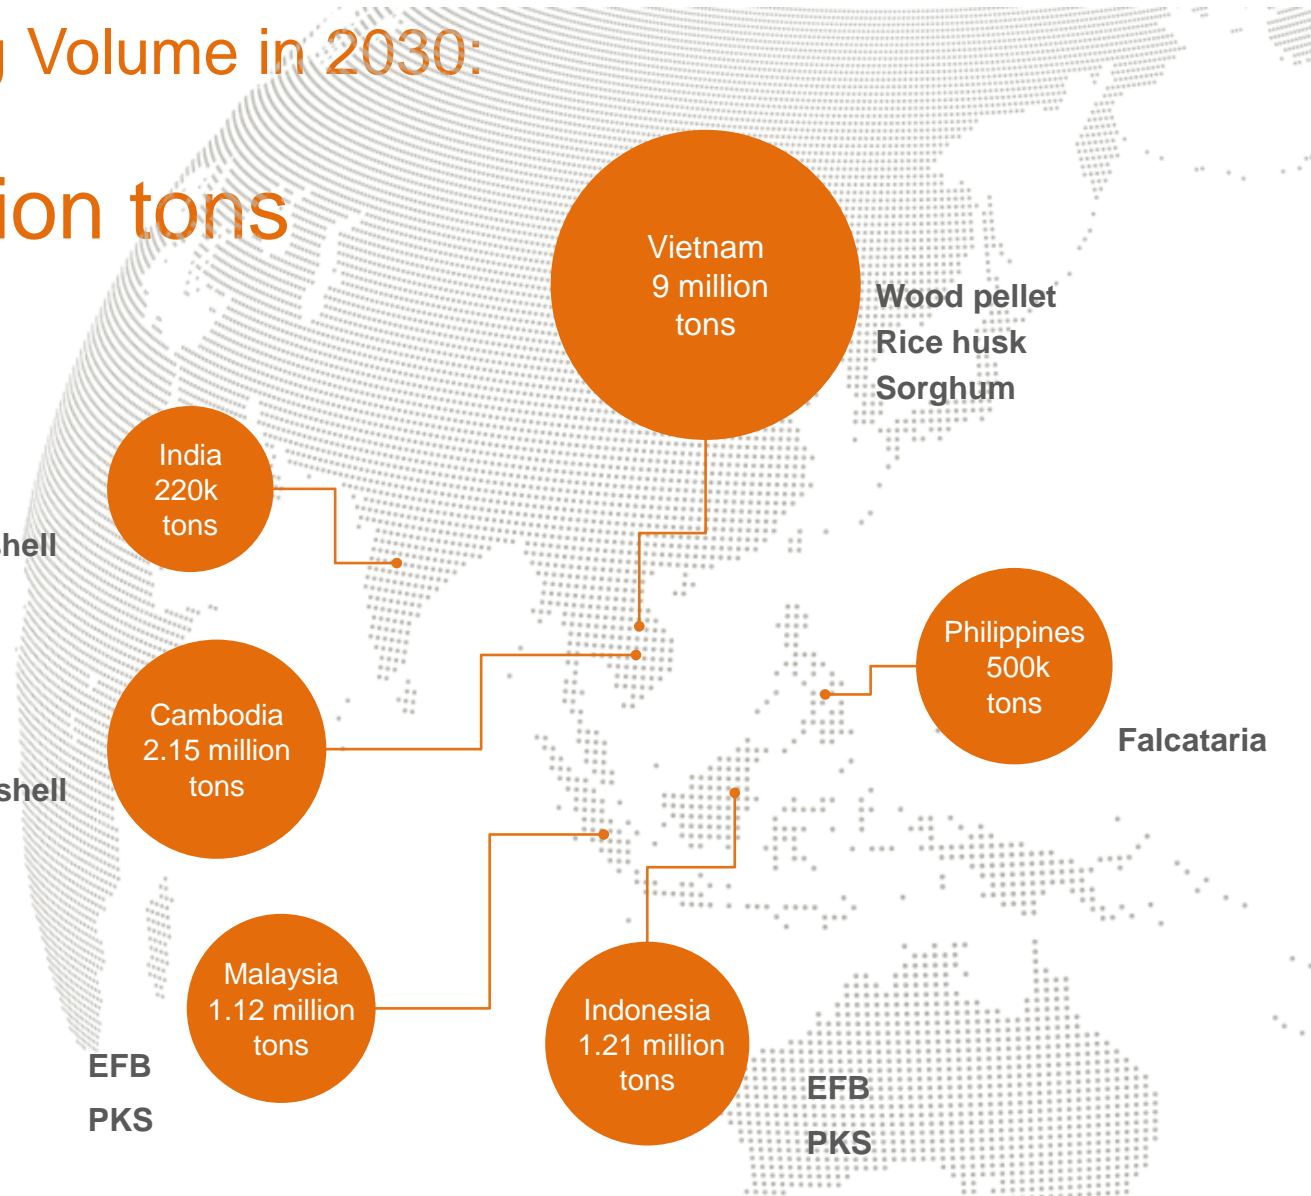 g Volume in 2030:
ion tons
Vietnam
9 million
tons
Wood pellet
Rice husk
Sorghum
India
220k
tons
shell
Philippines
500k
tons
Falcataria
Cambodia
2.15 million
tons
shell
Malaysia
1.12 million
tons
EFB
PKS
Indonesia
1.21 million
tons
EFB
PKS